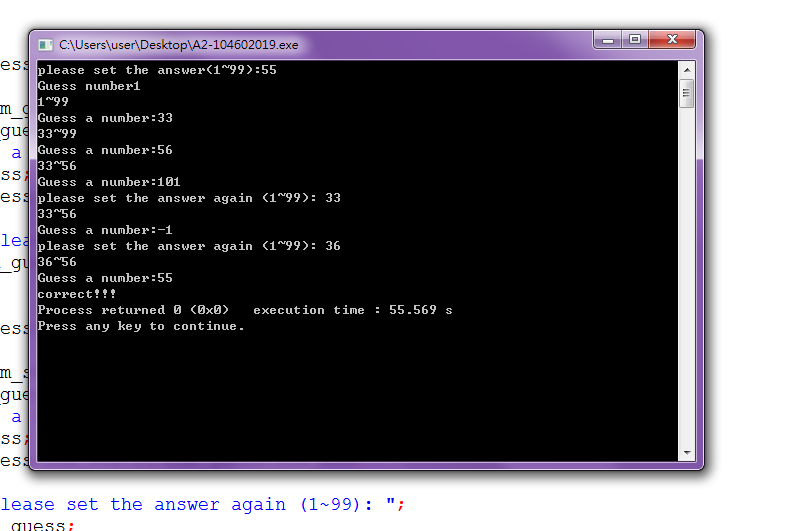 C:\Users\user\Desktop\A2-104602019.exe
please set the answer(1~99):55
Guess number1
1~99
Guess a number:33
33~99
Guess a number:56
33~56
Guess a number:101
please set the answer again (1~99): 33
33~56
Guess a number:-1
please set the answer again (1~99): 36
36~56
Guess a number:55
correct!!!
Process returned 0 (0x0)   execution time : 55.569 s
Press any key to continue.
ess
m_g
_gue
a
ss;
ess
lea
_gu
ess
m_s
_gue
a
ss;
ess
lease set the answer again (1~99): ";
_guess;